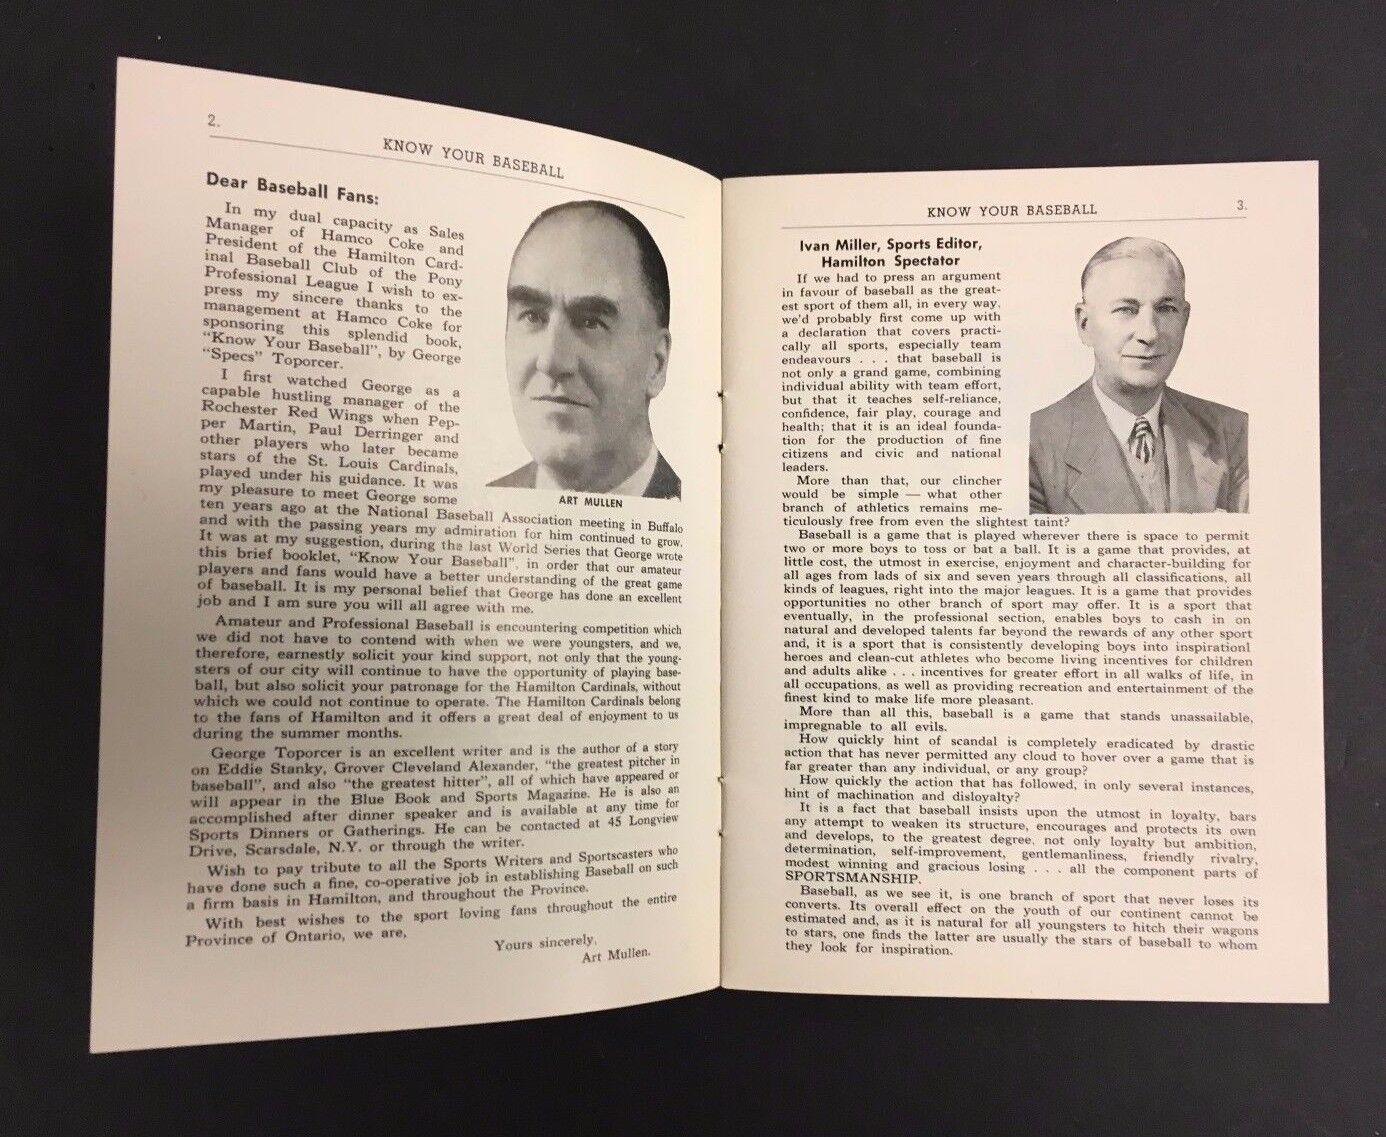 2.
KNOW YOUR BASEBALL
Dear Baseball Fans:
In my dual capacity as Sales
Manager of Hamco Coke and
President of the Hamilton Card-
inal Baseball Club of the Pony
Professional League I wish to ex-
press my sincere thanks to the
management at Hamco Coke for
sponsoring this splendid book,
"Know Your Baseball", by George
"Specs" Toporcer.
I first watched George as a
capable hustling manager of the
Rochester Red Wings when Pep-
per Martin, Paul Derringer and
other players who later became
stars of the St. Louis Cardinals,
played under his guidance. It was
my pleasure to meet George some
ten years ago at the National Baseball Association meeting in Buffalo
and with the passing years my admiration for him continued to grow.
It was at my suggestion, during the last World Series that George wrote
this brief booklet, "Know Your Baseball", in order that our amateur
players and fans would have a better understanding of the great game
of baseball. It is my personal belief that George has done an excellent
job and I am sure you will all agree with me.
ART MULLEN
Amateur and Professional Baseball is encountering competition which
we did not have to contend with when we were youngsters, and we,
therefore, earnestly solicit your kind support, not only that the young-
sters of our city will continue to have the opportunity of playing base-
ball, but also solicit your patronage for the Hamilton Cardinals, without
which we could not continue to operate. The Hamilton Cardinals belong
to the fans of Hamilton and it offers a great deal of enjoyment to us
during the summer months.
George Toporcer is an excellent writer and is the author of a story
on Eddie Stanky, Grover Cleveland Alexander, "the greatest pitcher in
baseball", and also "the greatest hitter", all of which have appeared or
will appear in the Blue Book and Sports Magazine. He is also an
accomplished after dinner speaker and is available at any time for
Sports Dinners or Gatherings. He can be contacted at 45 Longview
Drive, Scarsdale, N.Y. or through the writer.
Wish to pay tribute to all the Sports Writers and Sportscasters who
have done such a fine, co-operative job in establishing Baseball on such
a firm basis in Hamilton, and throughout the Province.
With best wishes to the sport loving fans throughout the entire
Province of Ontario, we are,
Yours sincerely,
Art Mullen.
KNOW YOUR BASEBALL
3.
Ivan Miller, Sports Editor,
Hamilton Spectator
If we had to press an argument
in favour of baseball as the great-
est sport of them all, in every way,
we'd probably first come up with
a declaration that covers practi-
cally all sports, especially team
endeavours . . . that baseball is
not only a grand game, combining
individual ability with team effort,
but that it teaches self-reliance,
confidence, fair play, courage and
health; that it is an ideal founda-
tion for the production of fine
citizens and civic and national
leaders.
More than that, our clincher
would be simple — what other
branch of athletics remains me-
ticulously free from even the slightest taint?
Baseball is a game that is played wherever there is space to permit
two or more boys to toss or bat a ball. It is a game that provides, at
little cost, the utmost in exercise, enjoyment and character-building for
all ages from lads of six and seven years through all classifications, all
kinds of leagues, right into the major leagues. It is a game that provides
opportunities no other branch of sport may offer. It is a sport that
eventually, in the professional section, enables boys to cash in on
natural and developed talents far beyond the rewards of any other sport
and, it is a sport that is consistently developing boys into inspirationl
heroes and clean-cut athletes who become living incentives for children
and adults alike . . . incentives for greater effort in all walks of life, in
all occupations, as well as providing recreation and entertainment of the
finest kind to make life more pleasant.
More than all this, baseball is a game that stands unassailable,
impregnable to all evils.
How quickly hint of scandal is completely eradicated by drastic
action that has never permitted any cloud to hover over a game that is
far greater than any individual, or any group?
How quickly the action that has followed, in only several instances,
hint of machination and disloyalty?
It is a fact that baseball insists upon the utmost in loyalty, bars
any attempt to weaken its structure, encourages and protects its own
and develops, to the greatest degree, not only loyalty but ambition,
determination, self-improvement, gentlemanliness, friendly rivalry,
modest winning and gracious losing . . . all the component parts of
SPORTSMANSHIP.
Baseball, as we see it, is one branch of sport that never loses its
converts. Its overall effect on the youth of our continent cannot be
estimated and, as it is natural for all youngsters to hitch their wagons
to stars, one finds the latter are usually the stars of baseball to whom
they look for inspiration.